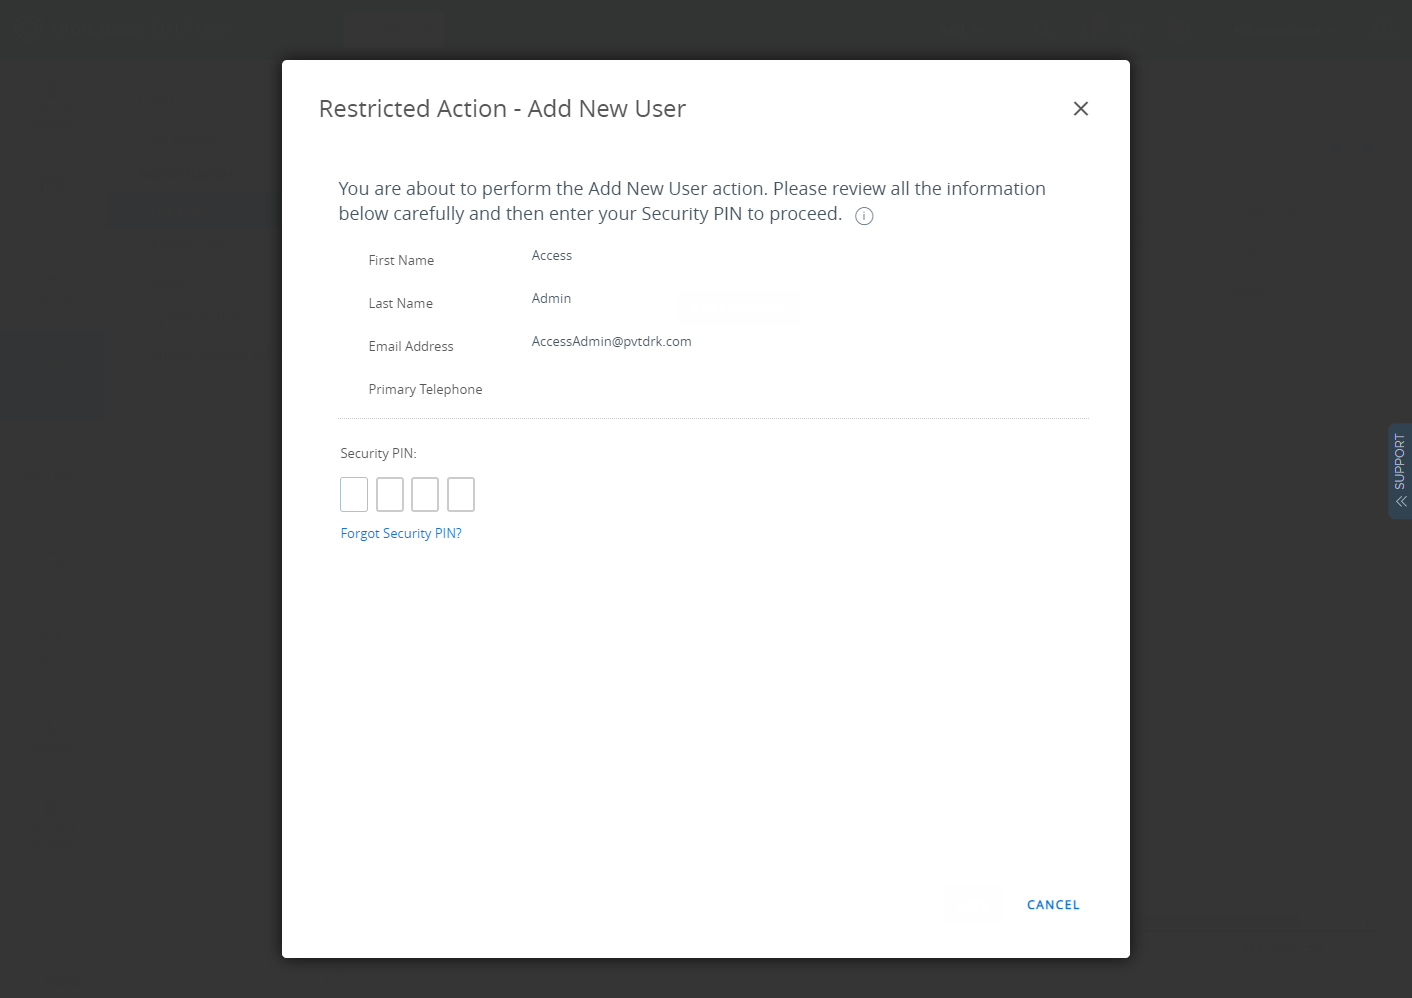 Restricted Action - Add New User
You are about to perform the Add New User action. Please review all the information
below carefully and then enter your Security PIN to proceed.
First Name
Access
Last Name
Admin
Email Address
AccessAdmin@pvtdrk.com
Primary Telephone
Security PIN:
Forgot Security PIN?
CANCEL
SUPPORT